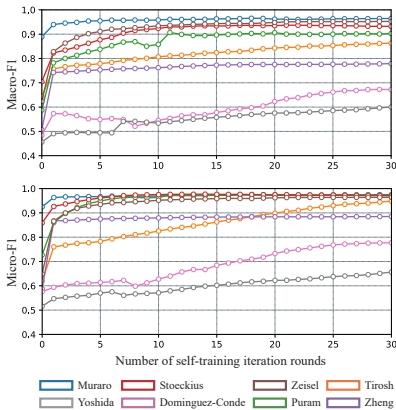 1.0
0.9
0.8
0.7
0.6
0.5
0.4
Macro-F1
0 5 10 15 20 25 30
1.0
0.9
0.8
0.7
0.6
0.5
0.4
Micro-F1
0 5 10 15 20 25 30
Number of self-training iteration rounds
Muraro Stoeckius Zeisel Tirosh
Yoshida Dominguez-Conde Puram Zheng